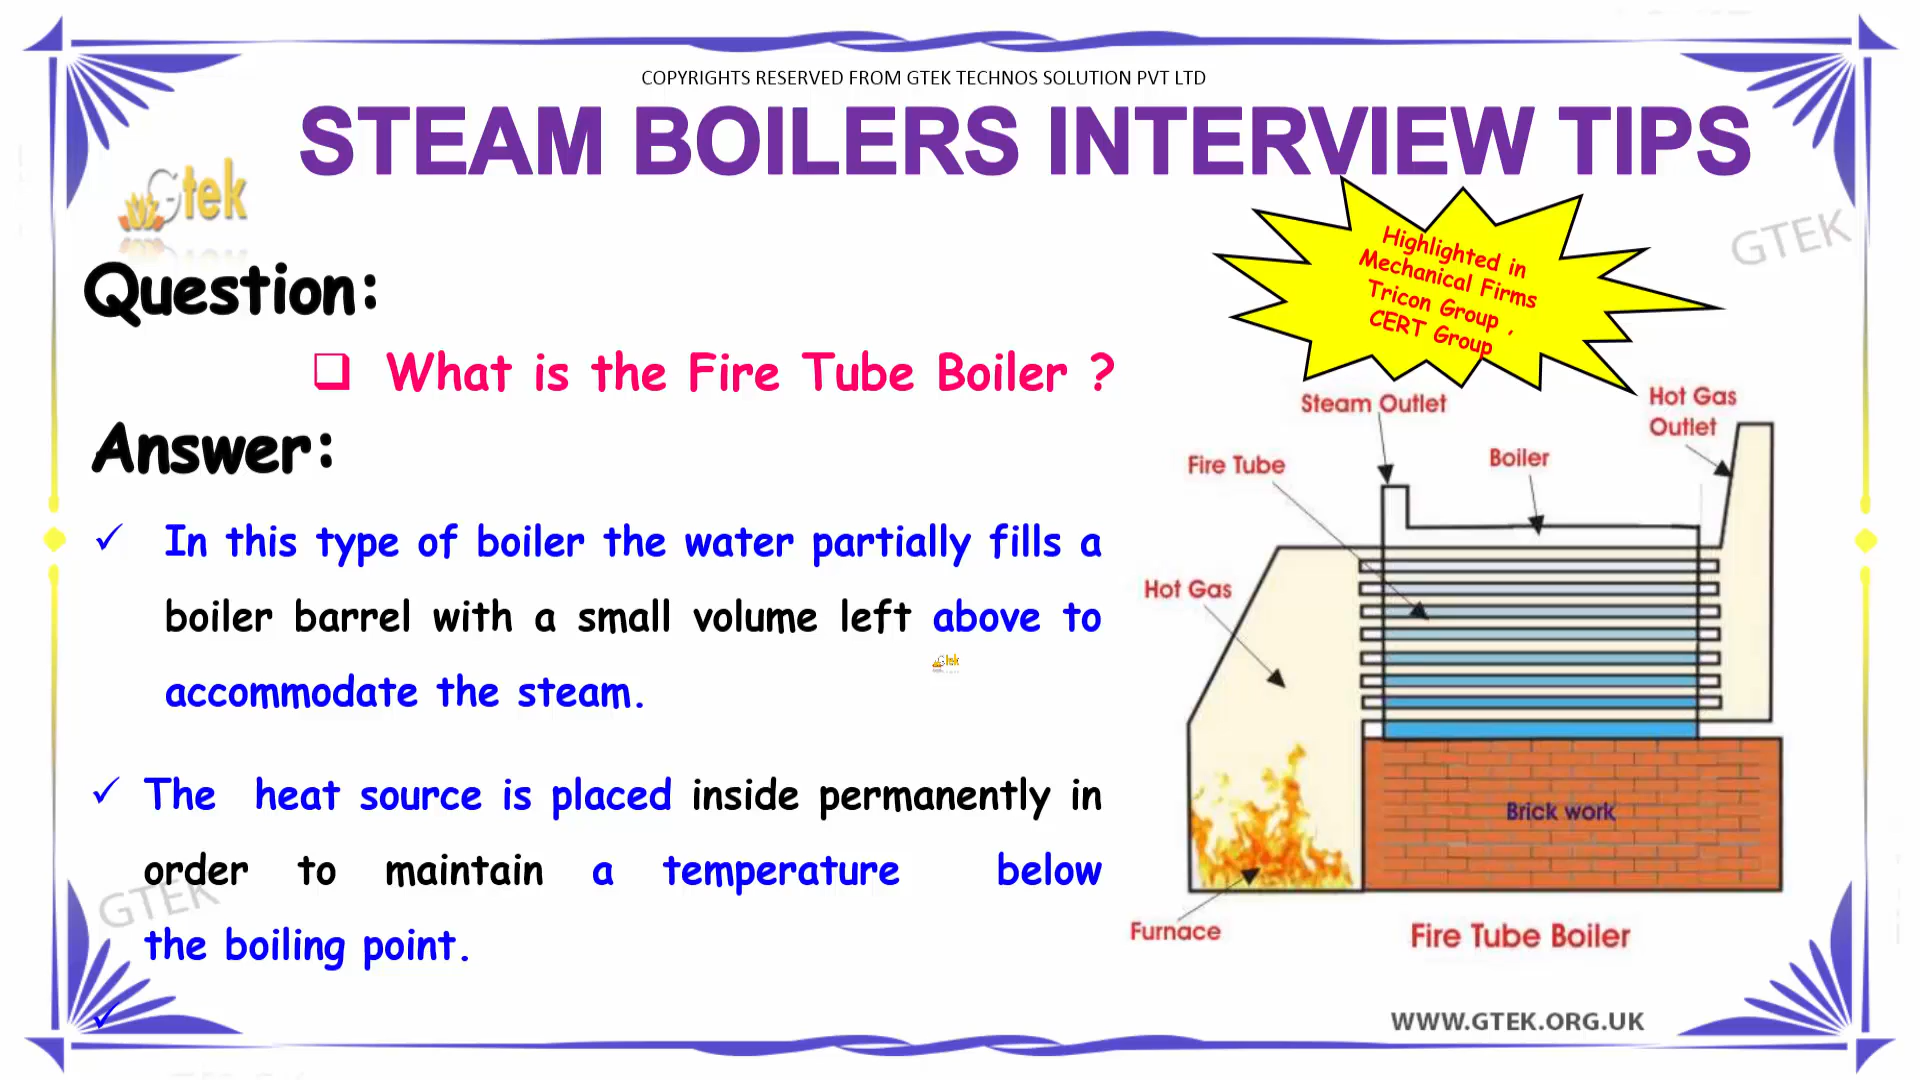 COPYRIGHTS RESERVED FROM GTEK TECHNOS SOLUTION PVT LTD
STEAM BOILERS INTERVIEW TIPS
Gtek
GTEK
Highlighted in
Mechanical Firms
Tricon Group ,
CERT Group
Question:
❑ What is the Fire Tube Boiler ?
Answer:
✓ In this type of boiler the water partially fills a
boiler barrel with a small volume left above to
accommodate the steam.
Gtek
✓ The heat source is placed inside permanently in
order to maintain a temperature below
the boiling point.
GTEK
✓
Steam Outlet
Hot Gas
Outlet
Fire Tube
Boiler
Hot Gas
Brick work
Furnace
Fire Tube Boiler
WWW.GTEK.ORG.UK